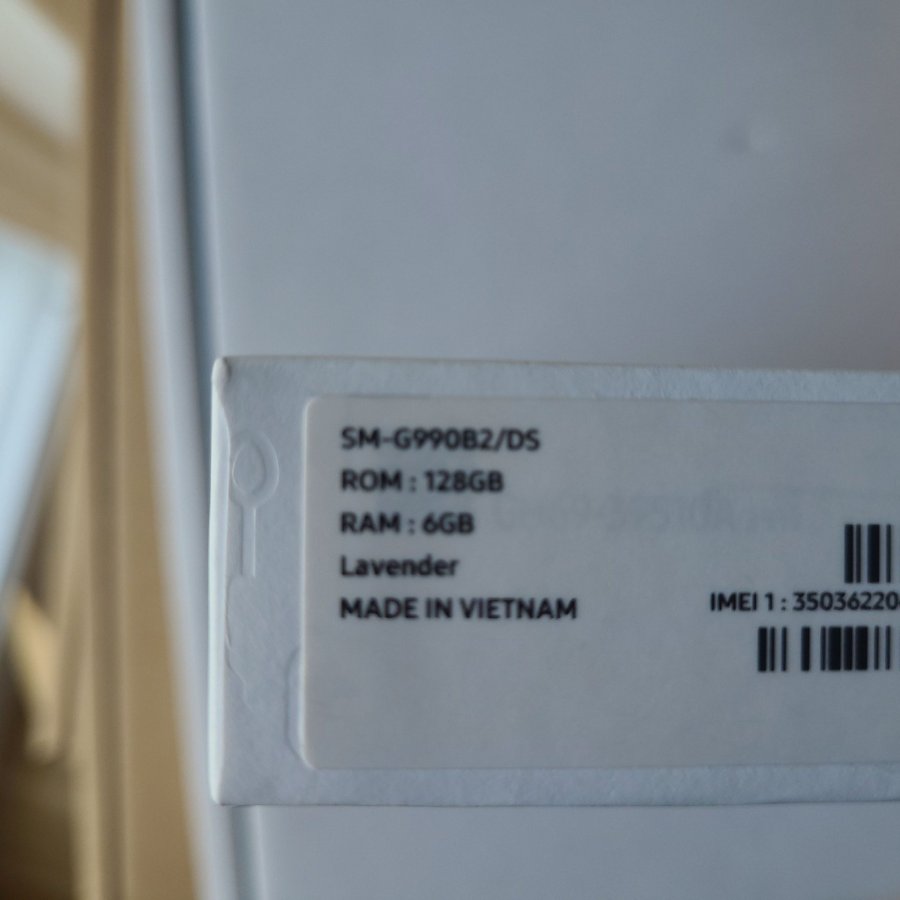 SM-G990B2/DS
ROM : 128GB
RAM : 6GB
Lavender
MADE IN VIETNAM
IMEI 1 : 35036220